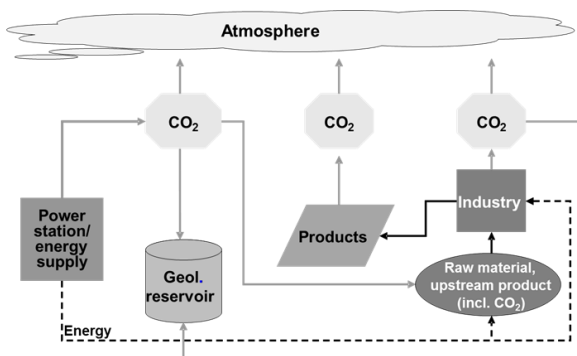 Atmosphere
CO₂
CO₂
CO₂
Power
station/
energy
supply
Geol.
reservoir
Products
Industry
Raw material,
upstream product
(incl. CO₂)
Energy